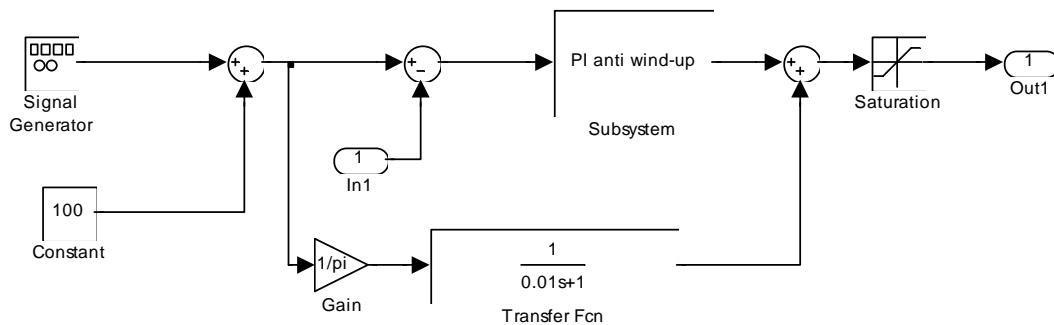 Signal
Generator
+
+
+
−
PI anti wind-up
Subsystem
+
+
Saturation
1
Out1
1
In1
100
Constant
1/pi
Gain
1
0.01s+1
Transfer Fcn